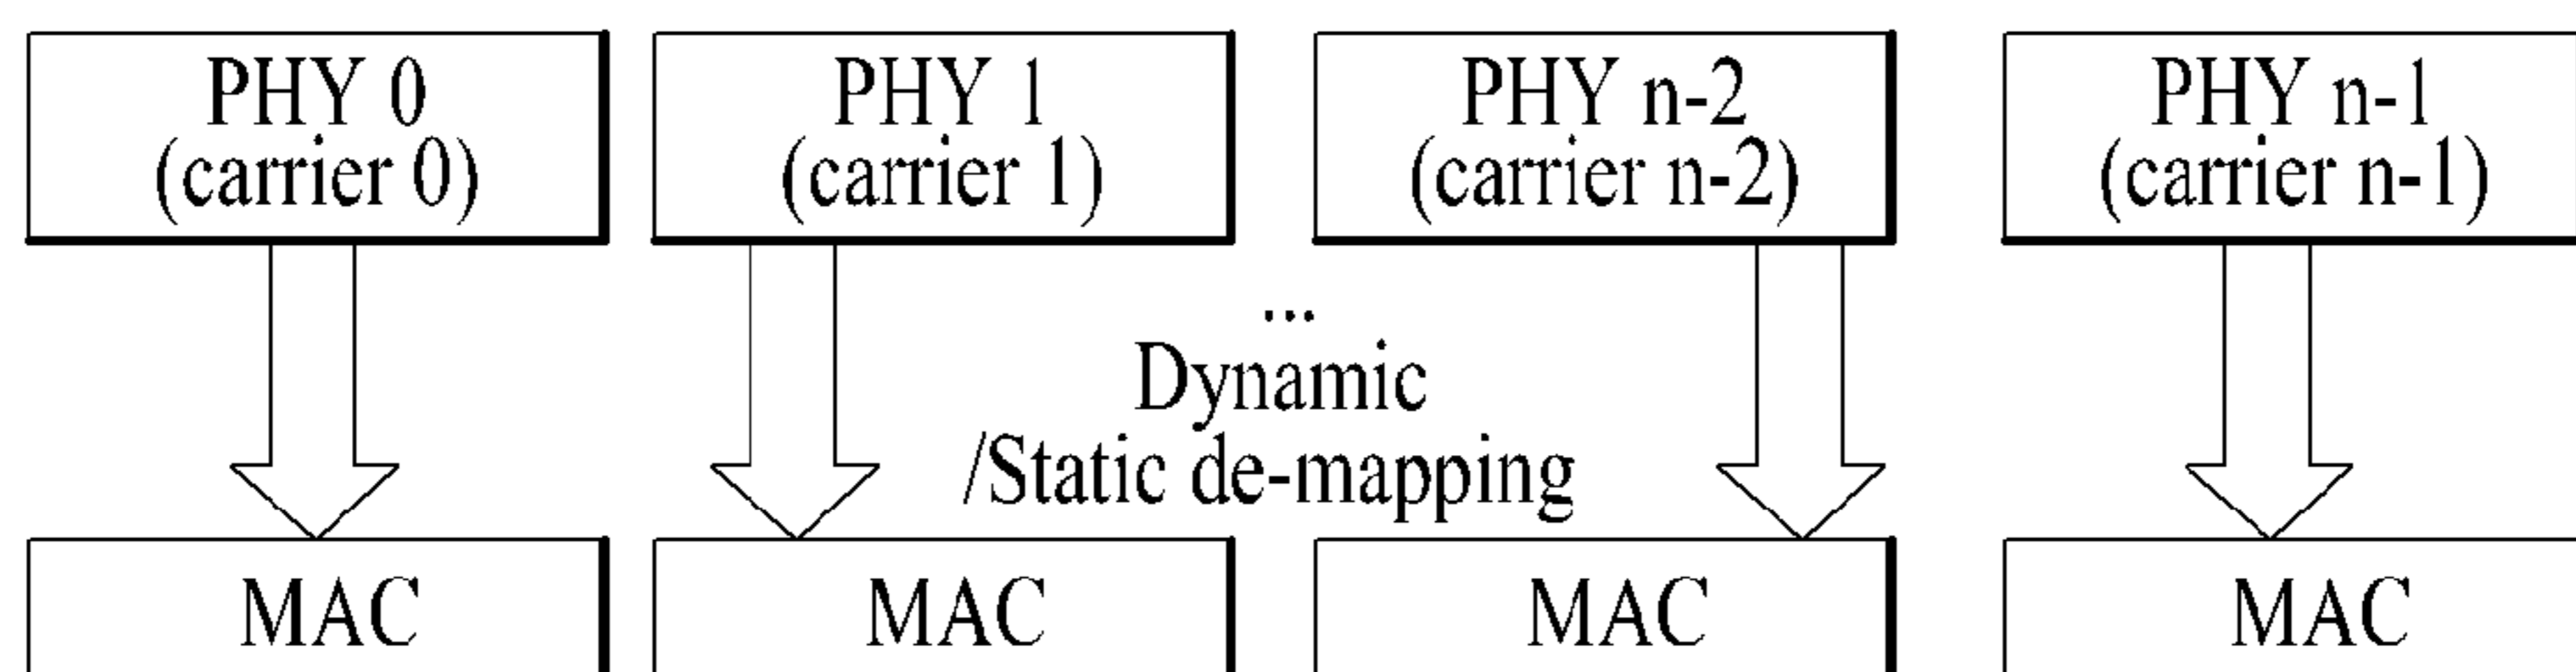 PHY 0
(carrier 0)
PHY 1
(carrier 1)
PHY n-2
(carrier n-2)
PHY n-1
(carrier n-1)
...
Dynamic
/Static de-mapping
MAC
MAC
MAC
MAC